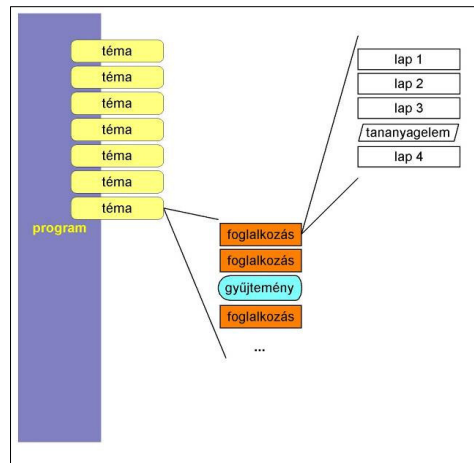 téma
téma
téma
téma
téma
téma
téma
program
foglalkozás
foglalkozás
gyűjtemény
foglalkozás
...
lap 1
lap 2
lap 3
tananyagelem
lap 4